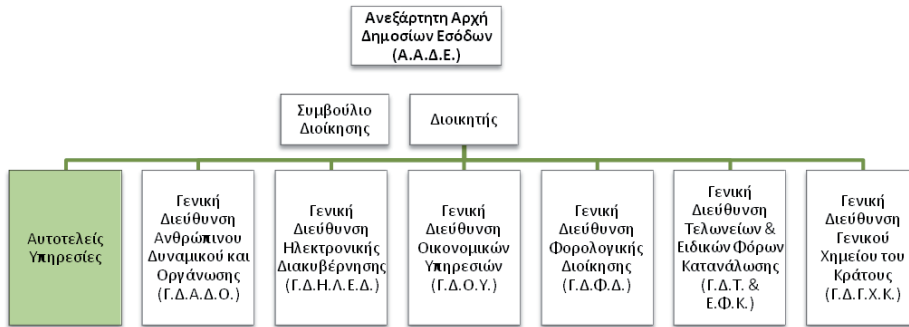 Ανεξάρτητη Αρχή
Δημοσίων Εσόδων
(Α.Α.Δ.Ε.)
Συμβούλιο
Διοίκησης
Διοικητής
Αυτοτελείς
Υπηρεσίες
Γενική
Διεύθυνση
Ανθρώπινου
Δυναμικού και
Οργάνωσης
(Γ.Δ.Α.Δ.Ο.)
Γενική
Διεύθυνση
Ηλεκτρονικής
Διακυβέρνησης
(Γ.Δ.Η.Λ.Ε.Δ.)
Γενική
Διεύθυνση
Οικονομικών
Υπηρεσιών
(Γ.Δ.Ο.Υ.)
Γενική
Διεύθυνση
Φορολογικής
Διοίκησης
(Γ.Δ.Φ.Δ.)
Γενική
Διεύθυνση
Τελωνείων &
Ειδικών Φόρων
Κατανάλωσης
(Γ.Δ.Τ. &
Ε.Φ.Κ.)
Γενική
Διεύθυνση
Γενικού
Χημείου του
Κράτους
(Γ.Δ.Γ.Χ.Κ.)